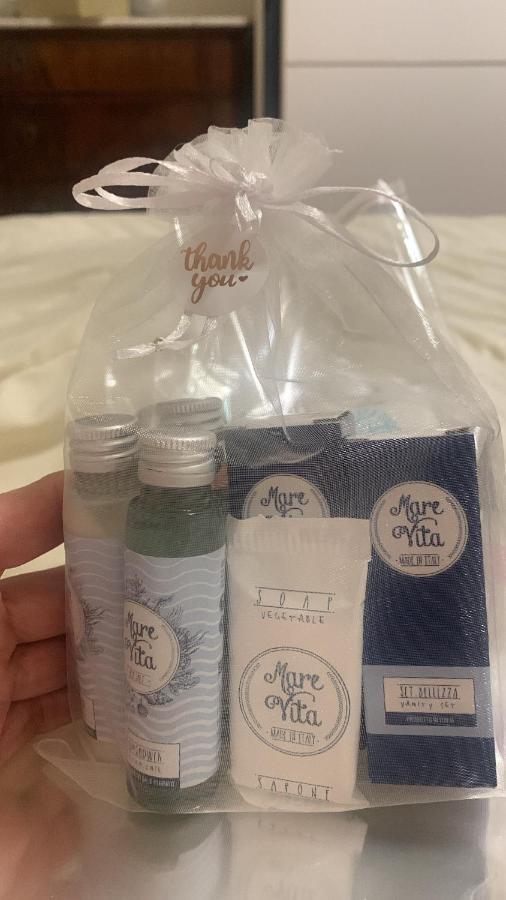 thank
you
Mare
Mare
Vita
MADE IN ITALY
SET BELLEZZA
VANITY SET
SOAP
VEGETABLE
Mare
Vita
MADE IN ITALY
SAPONE
Mare
Vita